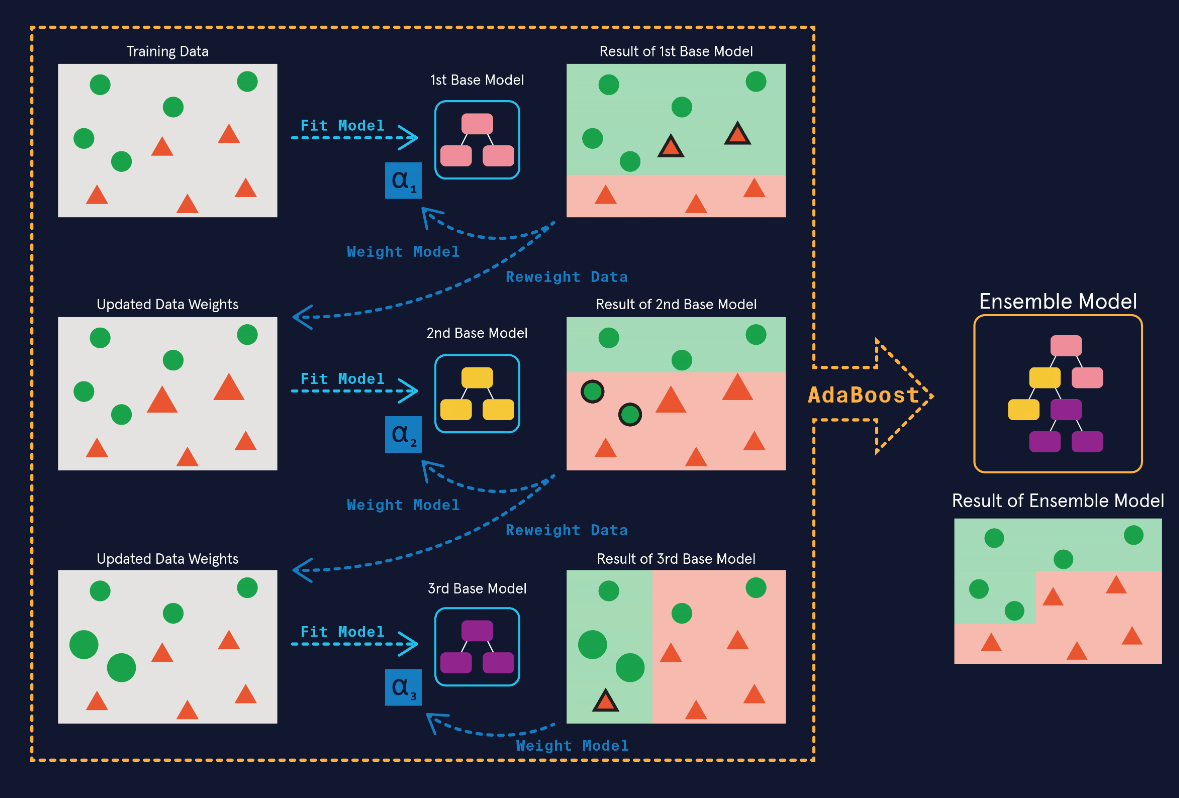 Training Data
1st Base Model
Result of 1st Base Model
Fit Model
α1
Weight Model
Reweight Data
Updated Data Weights
2nd Base Model
Result of 2nd Base Model
Fit Model
α2
Weight Model
Reweight Data
Updated Data Weights
3rd Base Model
Result of 3rd Base Model
Fit Model
α3
Weight Model
AdaBoost
Ensemble Model
Result of Ensemble Model